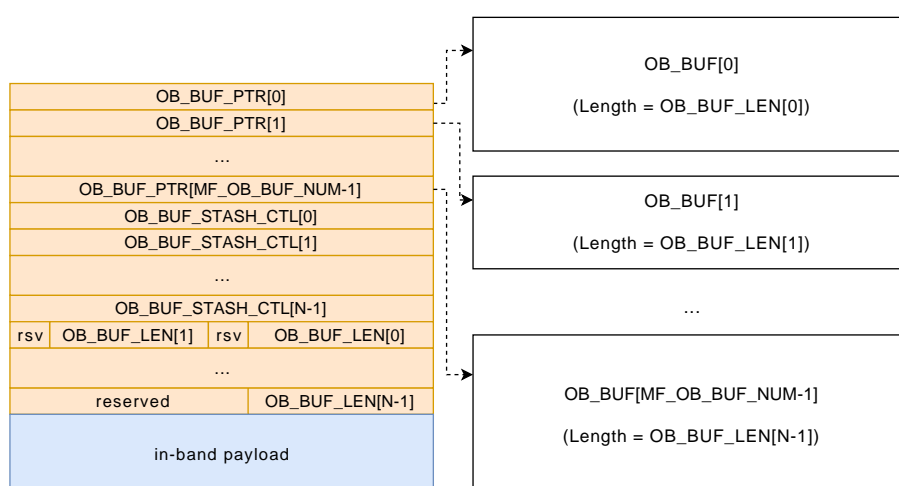 OB_BUF_PTR[0]
OB_BUF_PTR[1]
...
OB_BUF_PTR[MF_OB_BUF_NUM-1]
OB_BUF_STASH_CTL[0]
OB_BUF_STASH_CTL[1]
...
OB_BUF_STASH_CTL[N-1]
rsv OB_BUF_LEN[1] rsv OB_BUF_LEN[0]
...
reserved OB_BUF_LEN[N-1]
in-band payload
OB_BUF[0]
(Length = OB_BUF_LEN[0])
OB_BUF[1]
(Length = OB_BUF_LEN[1])
...
OB_BUF[MF_OB_BUF_NUM-1]
(Length = OB_BUF_LEN[N-1])